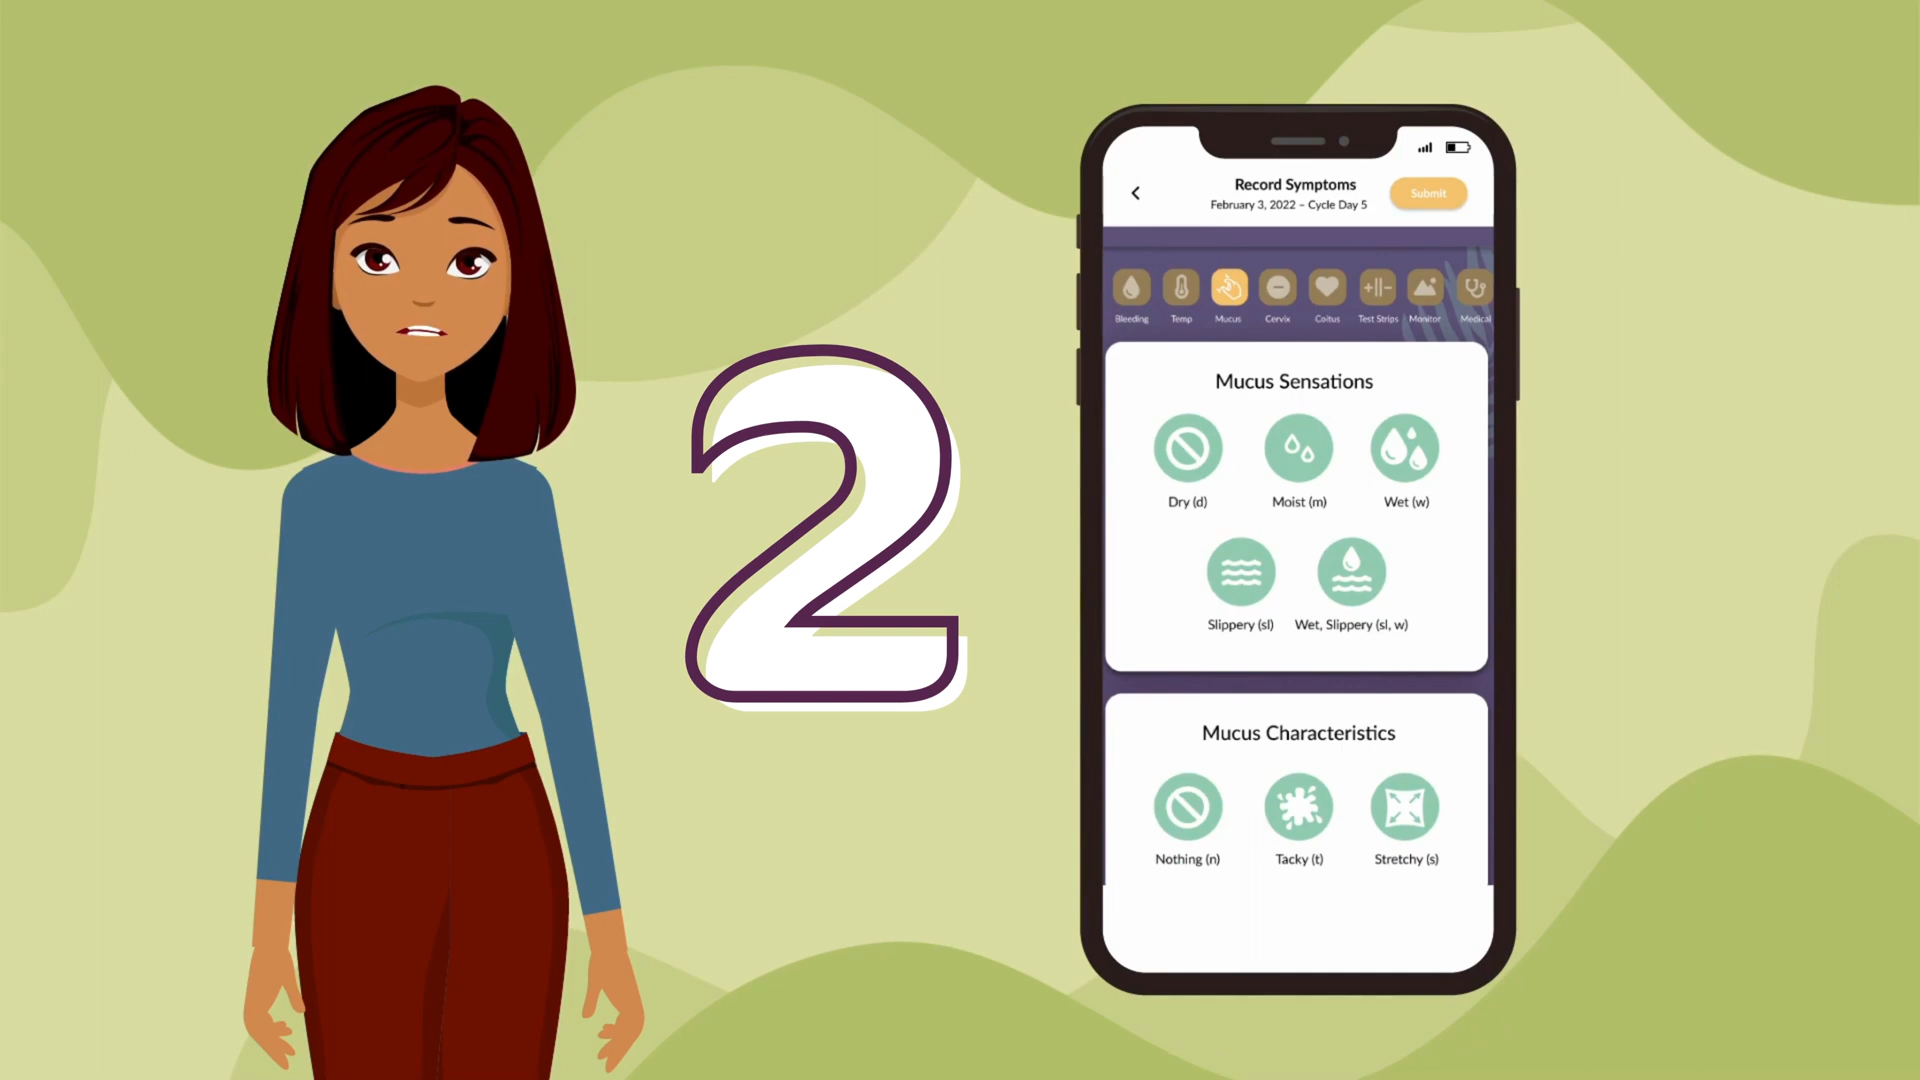 2
Record Symptoms
February 3, 2022 – Cycle Day 5
Submit
Bleeding Temp Mucus Cervix Coitus Test Strips Monitor Medical
Mucus Sensations
Dry (d) Moist (m) Wet (w)
Slippery (sl) Wet, Slippery (sl, w)
Mucus Characteristics
Nothing (n) Tacky (t) Stretchy (s)